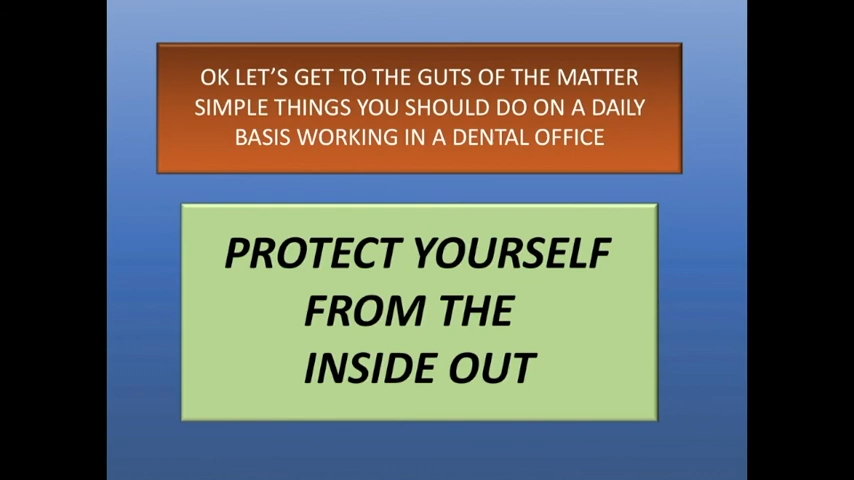 OK LET’S GET TO THE GUTS OF THE MATTER
SIMPLE THINGS YOU SHOULD DO ON A DAILY
BASIS WORKING IN A DENTAL OFFICE
PROTECT YOURSELF
FROM THE
INSIDE OUT